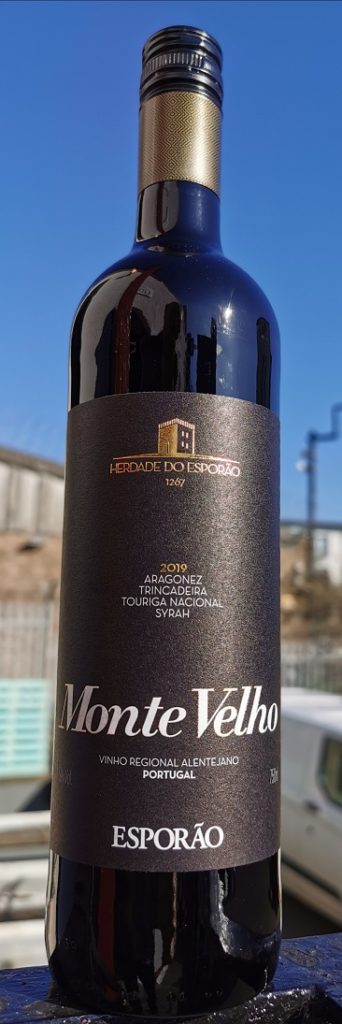 HERDADE DO ESPORÃO
1267
2019
ARAGONEZ
TRINCADEIRA
TOURIGA NACIONAL
SYRAH
Monte Velho
VINHO REGIONAL ALENTEJANO
PORTUGAL
ESPORÃO